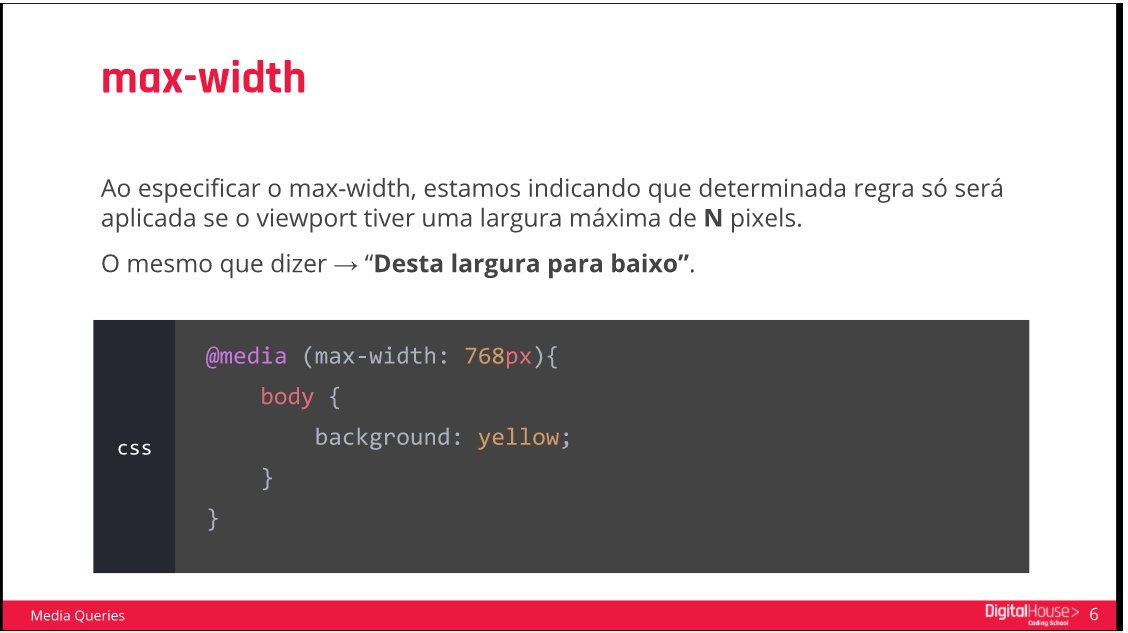 max-width
Ao especificar o max-width, estamos indicando que determinada regra só será
aplicada se o viewport tiver uma largura máxima de N pixels.
O mesmo que dizer → “Desta largura para baixo”.
css
@media (max-width: 768px){
    body {
        background: yellow;
    }
}
Media Queries
DigitalHouse>
Coding School
6